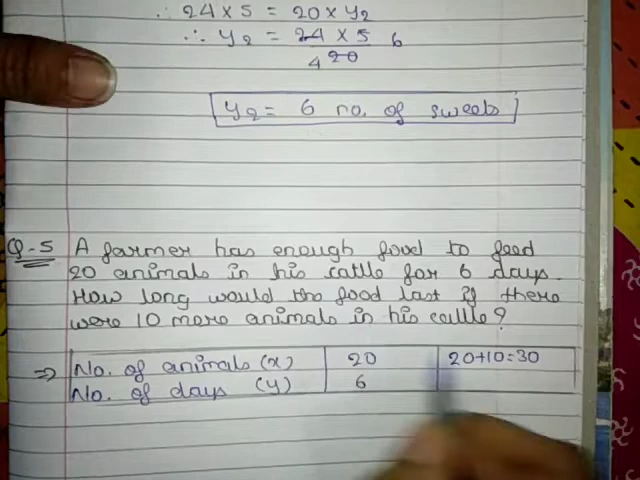 ∴ 24 × 5 = 20 × y₂
∴ y₂ = 24 × 5 6
4 20
y₂ = 6 no. of sweets
Q-5 A farmer has enough food to feed
20 animals in his cattle for 6 days.
How long would the food last if there
were 10 more animals in his cattle?
⇒ No. of animals (x) 20 20+10=30
No. of days (y) 6